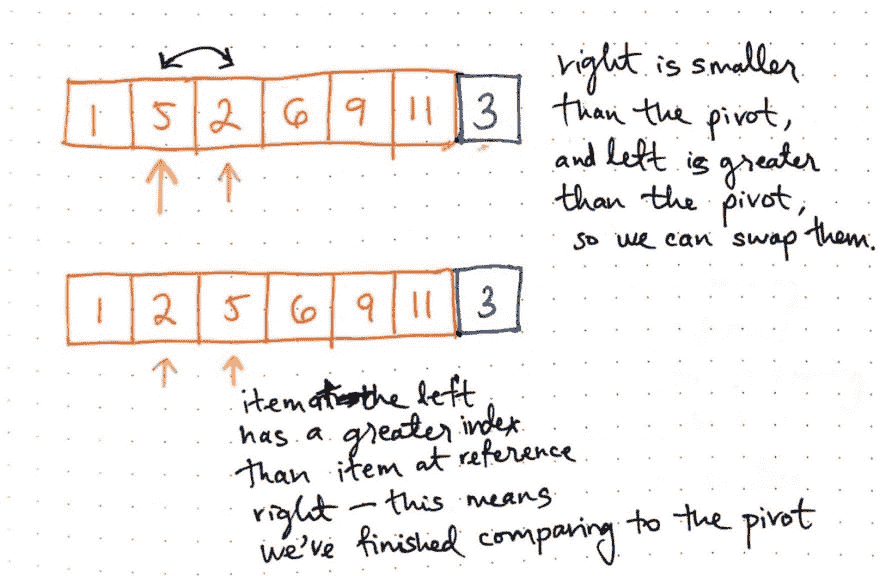 1 5 2 6 9 11 3
right is smaller
than the pivot,
and left is greater
than the pivot,
so we can swap them.
1 2 5 6 9 11 3
item at the left
has a greater index
than item at reference
right — this means
we've finished comparing to the pivot